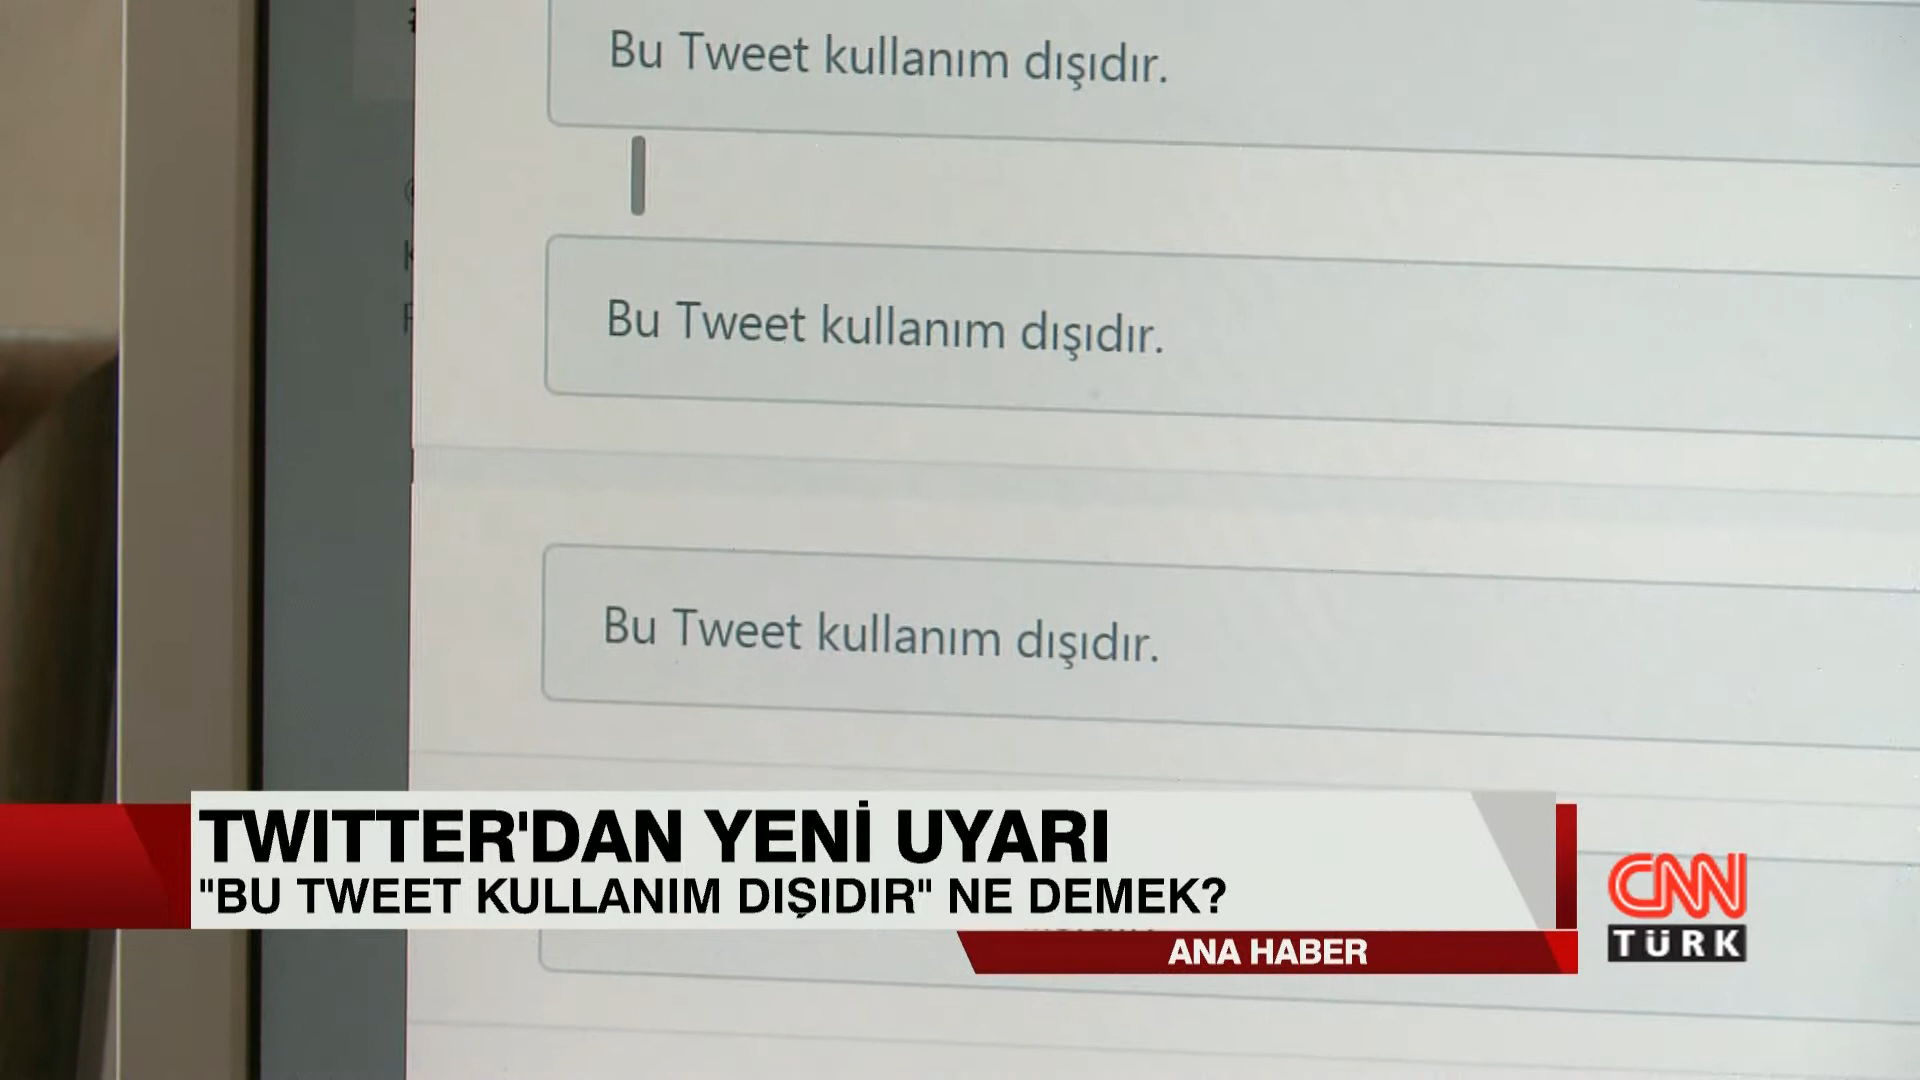 Bu Tweet kullanım dışıdır.
Bu Tweet kullanım dışıdır.
Bu Tweet kullanım dışıdır.
TWITTER'DAN YENİ UYARI
"BU TWEET KULLANIM DIŞIDIR" NE DEMEK?
ANA HABER
CNN
TÜRK